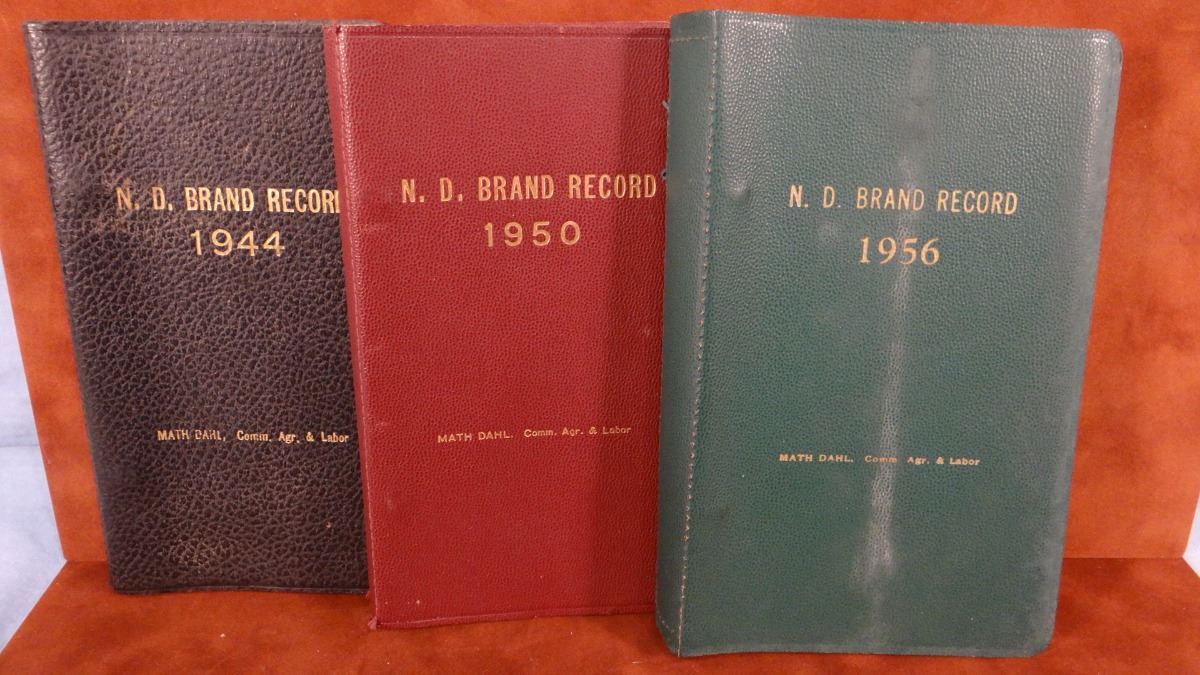 N. D. BRAND RECORD
1944
MATH DAHL, Comm. Agr. & Labor
N. D. BRAND RECORD
1950
MATH DAHL. Comm. Agr. & Labor
N. D. BRAND RECORD
1956
MATH DAHL. Comm. Agr. & Labor